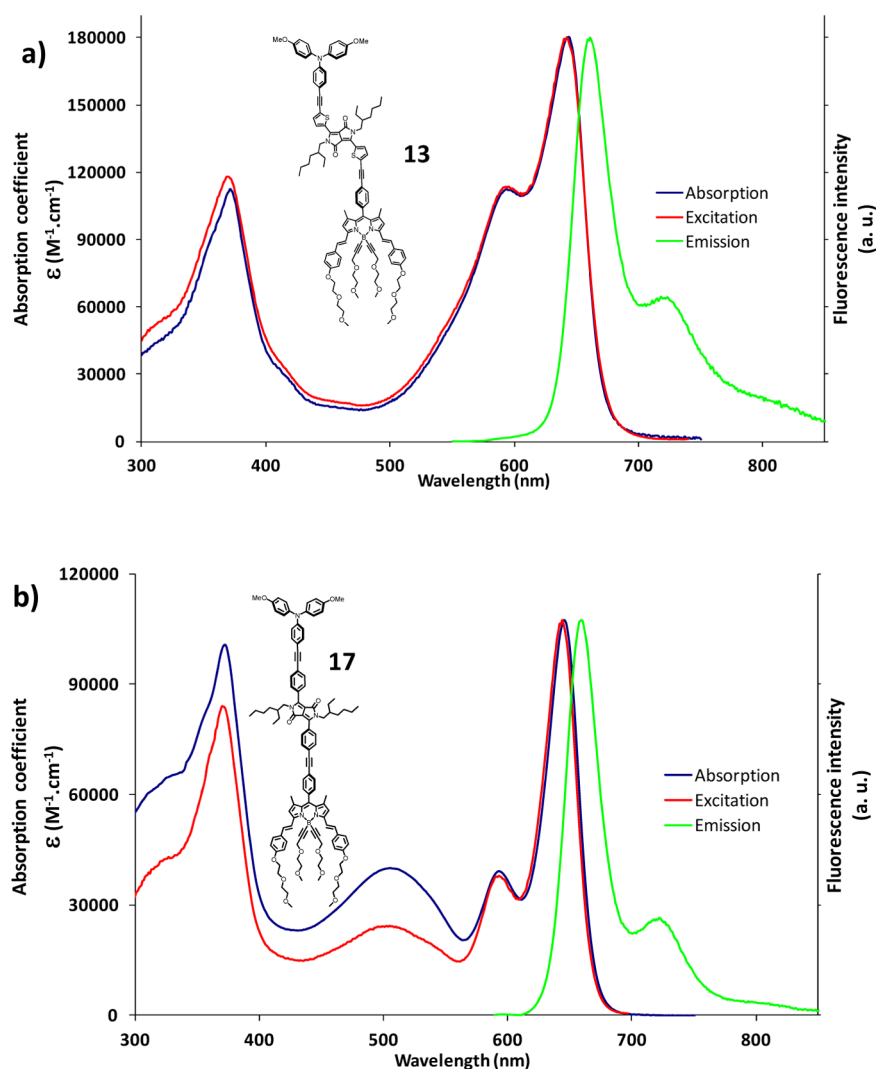 a)
180000
150000
120000
90000
60000
30000
0
Absorption coefficient
ε (M-1.cm-1)
MeO
OMe
N
S
O
N
N
O
S
13
N
N
B
O
O
O
O
O
O
O
O
O
O
Absorption
Excitation
Emission
Fluorescence intensity
(a. u.)
300
400
500
600
700
800
Wavelength (nm)
b)
120000
90000
60000
30000
0
Absorption coefficient
ε (M-1.cm-1)
MeO
OMe
N
17
O
N
N
O
N
N
B
O
O
O
O
O
O
O
O
O
O
Absorption
Excitation
Emission
Fluorescence intensity
(a. u.)
300
400
500
600
700
800
Wavelength (nm)